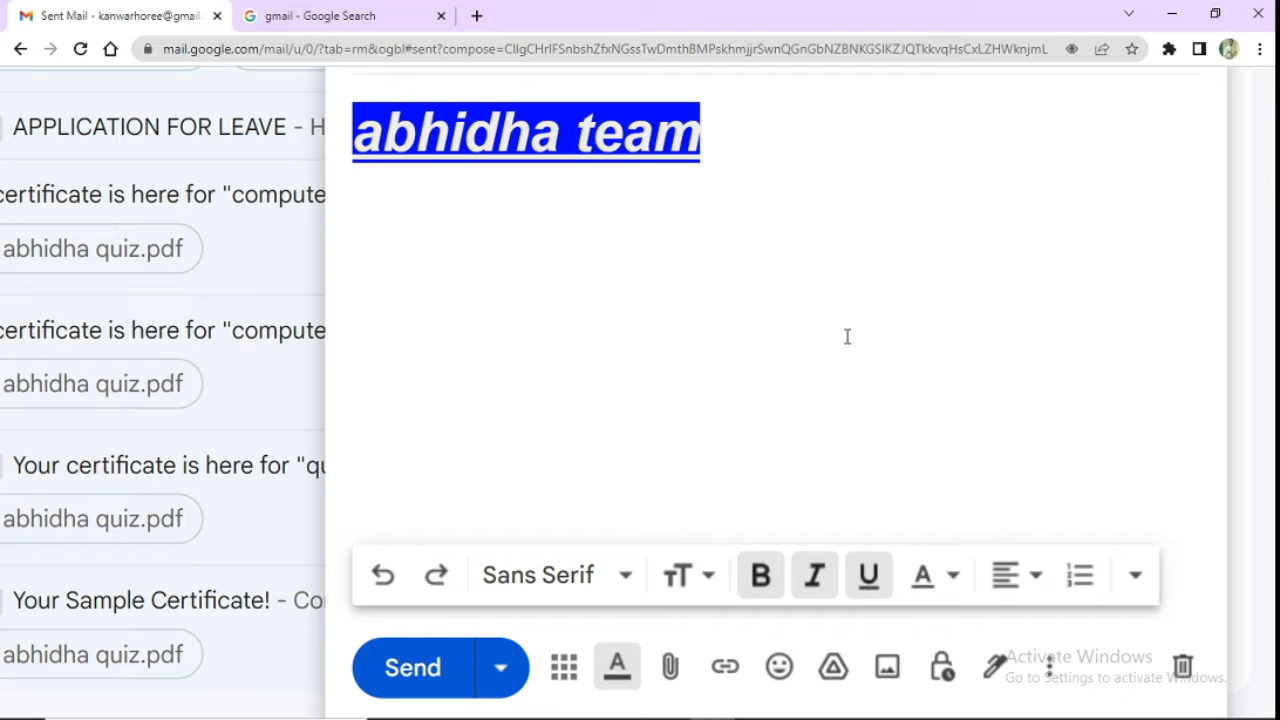 Sent Mail - kanwarhoree@gmail.
gmail - Google Search
mail.google.com/mail/u/0/?tab=rm&ogbl#sent?compose=CllgCHrlFSnbshZfxNGssTwDmthBMPskhmjjrSwnQGnGbNZBNKGSlKZJQTkkvqHsCxLZHWknjmL
APPLICATION FOR LEAVE - H
certificate is here for "compute
abhidha quiz.pdf
certificate is here for "compute
abhidha quiz.pdf
Your certificate is here for "qu
abhidha quiz.pdf
Your Sample Certificate! - Co
abhidha quiz.pdf
abhidha team
Sans Serif
B I U A
Send
A
Activate Windows
Go to Settings to activate Windows.